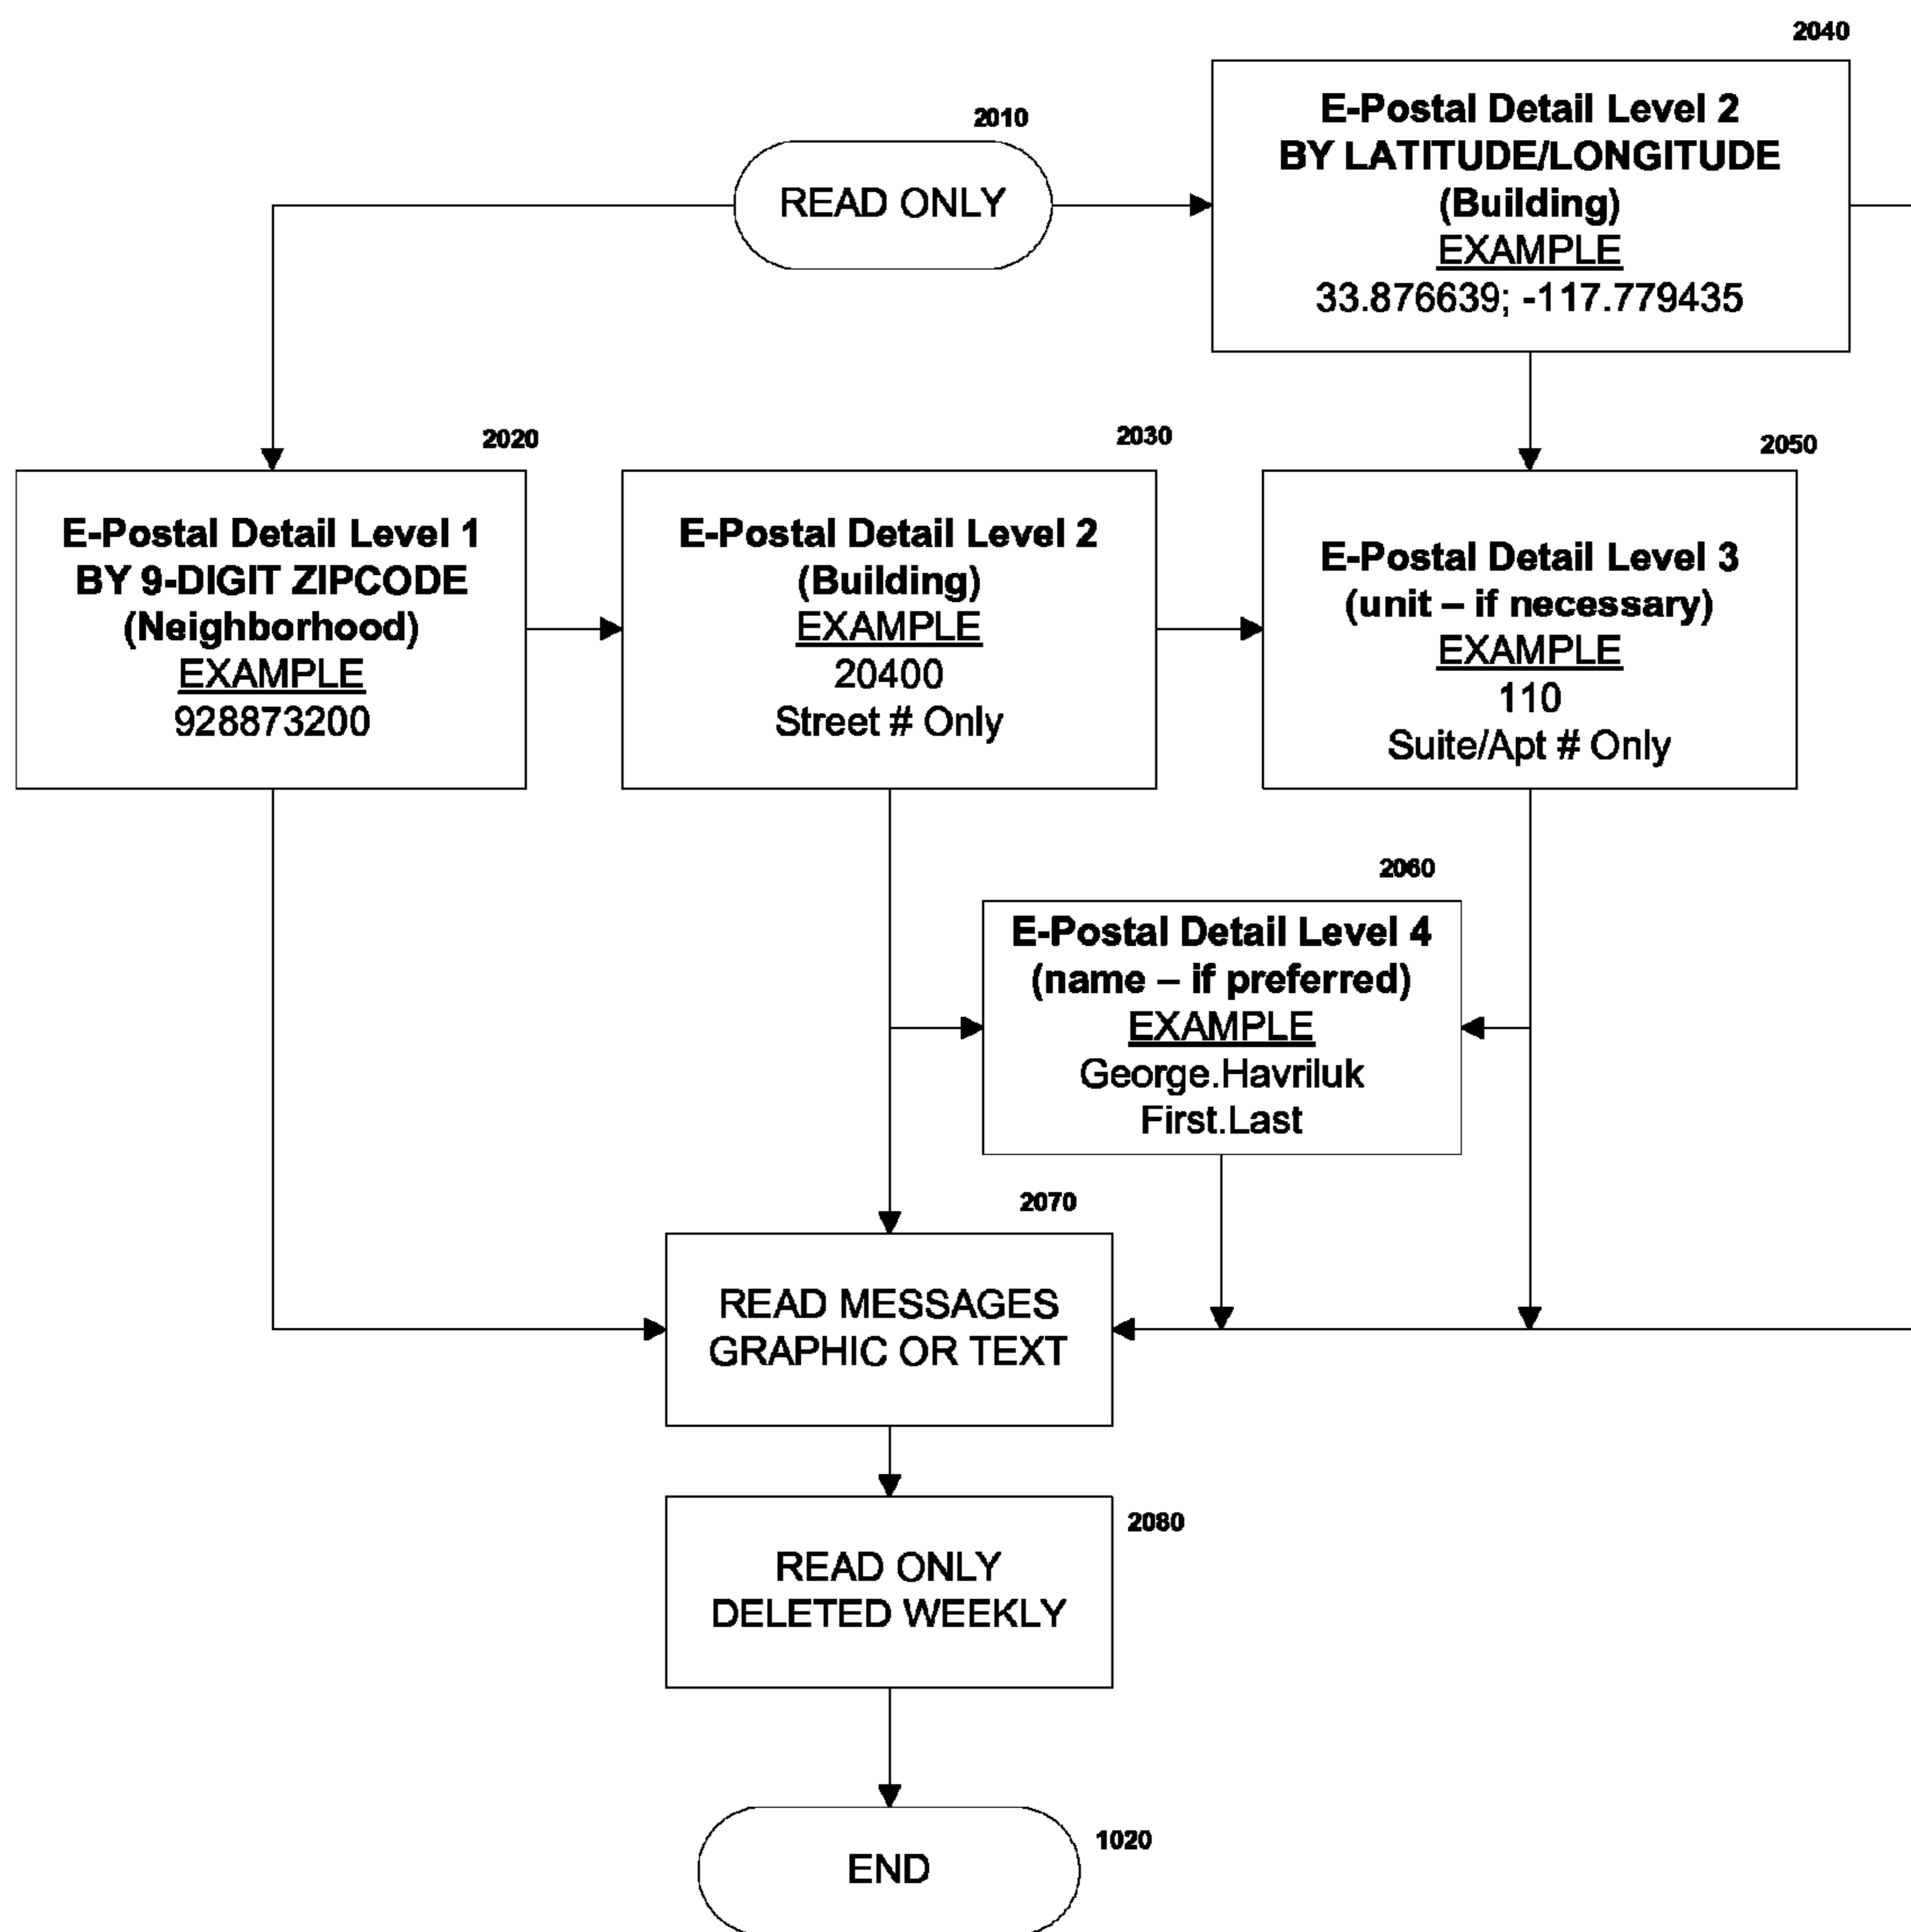 2040
E-Postal Detail Level 2
BY LATITUDE/LONGITUDE
(Building)
EXAMPLE
33.876639; -117.779435
2010
READ ONLY
2020
E-Postal Detail Level 1
BY 9-DIGIT ZIPCODE
(Neighborhood)
EXAMPLE
928873200
2030
E-Postal Detail Level 2
(Building)
EXAMPLE
20400
Street # Only
2050
E-Postal Detail Level 3
(unit – if necessary)
EXAMPLE
110
Suite/Apt # Only
2060
E-Postal Detail Level 4
(name – if preferred)
EXAMPLE
George.Havriluk
First.Last
2070
READ MESSAGES
GRAPHIC OR TEXT
2080
READ ONLY
DELETED WEEKLY
1020
END